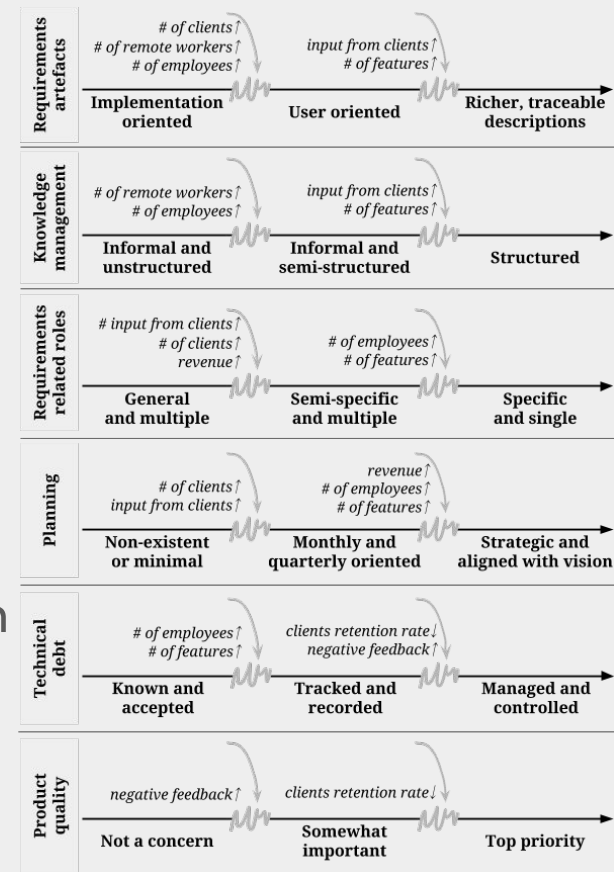 Requirements
artefacts
# of clients↑
# of remote workers↑
# of employees↑
input from clients↑
# of features↑
Implementation
oriented
User oriented
Richer, traceable
descriptions
Knowledge
management
# of remote workers↑
# of employees↑
input from clients↑
# of features↑
Informal and
unstructured
Informal and
semi-structured
Structured
Requirements
related roles
# input from clients↑
# of clients↑
revenue↑
# of employees↑
# of features↑
General
and multiple
Semi-specific
and multiple
Specific
and single
Planning
# of clients↑
input from clients↑
revenue↑
# of employees↑
# of features↑
Non-existent
or minimal
Monthly and
quarterly oriented
Strategic and
aligned with vision
Technical
debt
# of employees↑
# of features↑
clients retention rate↓
negative feedback↑
Known and
accepted
Tracked and
recorded
Managed and
controlled
Product
quality
negative feedback↑
clients retention rate↓
Not a concern
Somewhat
important
Top priority